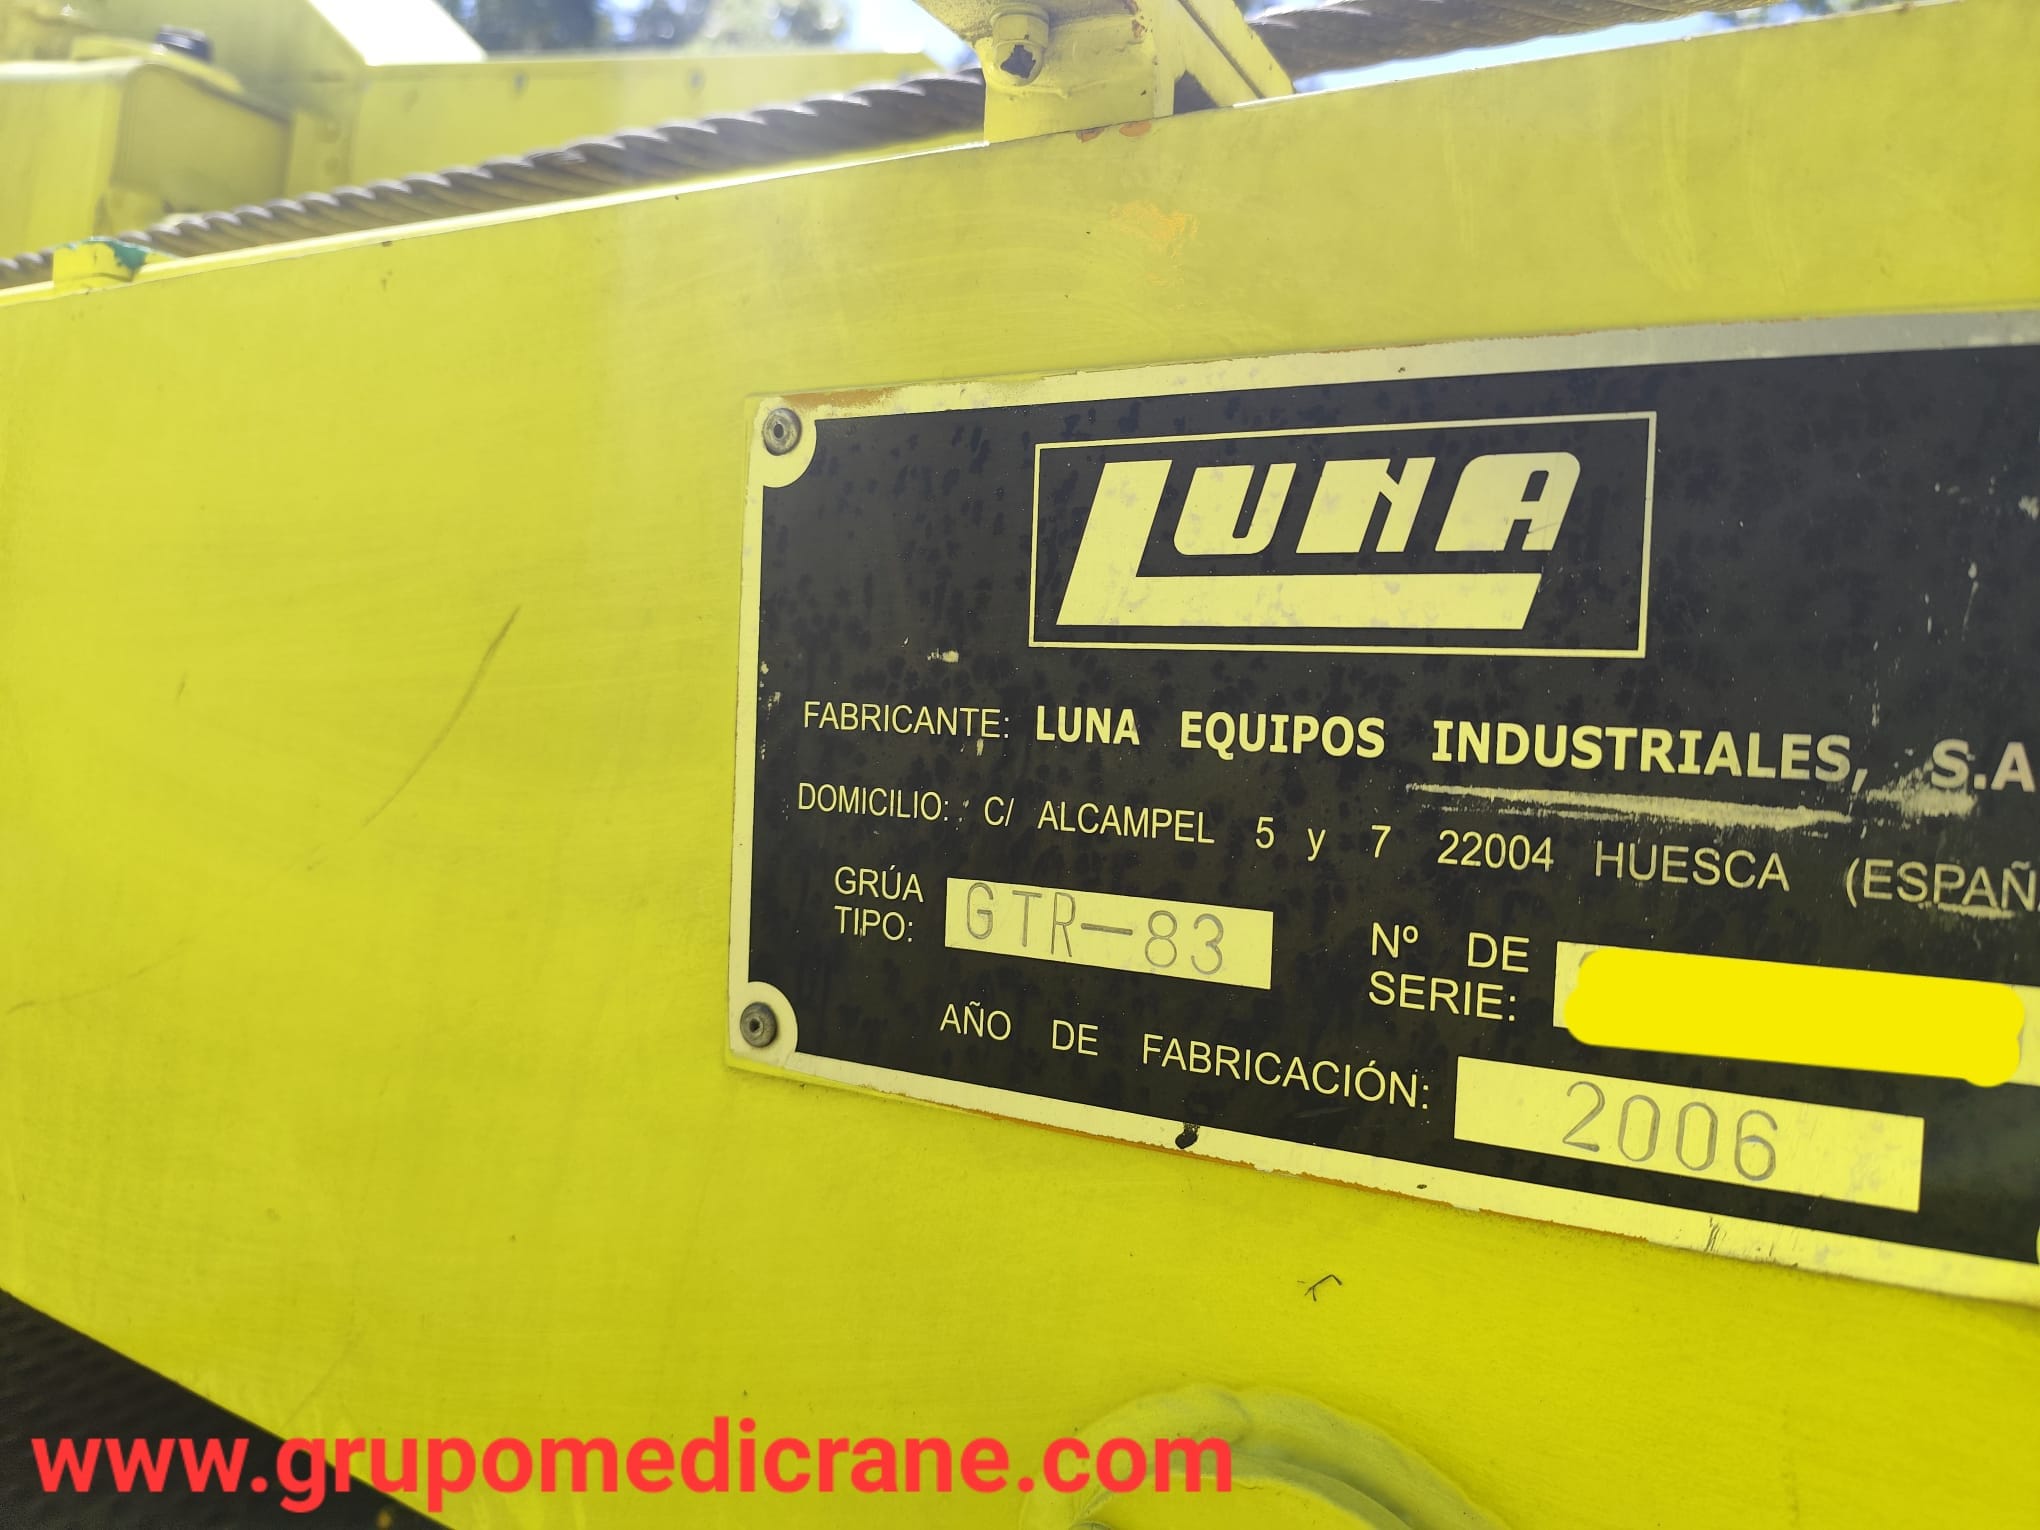 LUNA
FABRICANTE: LUNA EQUIPOS INDUSTRIALES, S.A
DOMICILIO: C/ ALCAMPEL 5 y 7 22004 HUESCA (ESPAÑA
GRÚA TIPO: GTR-83
Nº DE SERIE:
AÑO DE FABRICACIÓN: 2006
www.grupomedicrane.com